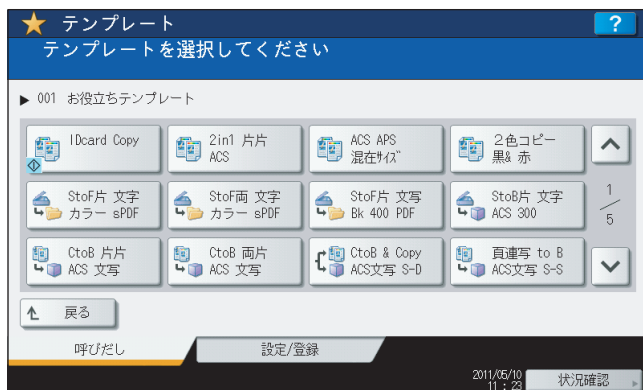 テンプレート
?
テンプレートを選択してください
▶ 001 お役立ちテンプレート
IDcard Copy
2in1 片片
ACS
ACS APS
混在ｻｲｽﾞ
2色コピー
黒& 赤
StoF片 文字
カラー sPDF
StoF両 文字
カラー sPDF
StoF片 文写
Bk 400 PDF
StoB片 文字
ACS 300
1/5
CtoB 片片
ACS 文写
CtoB 両片
ACS 文写
CtoB & Copy
ACS文写 S-D
頁連写 to B
ACS文写 S-S
戻る
呼びだし
設定/登録
2011/05/10
11:23
状況確認